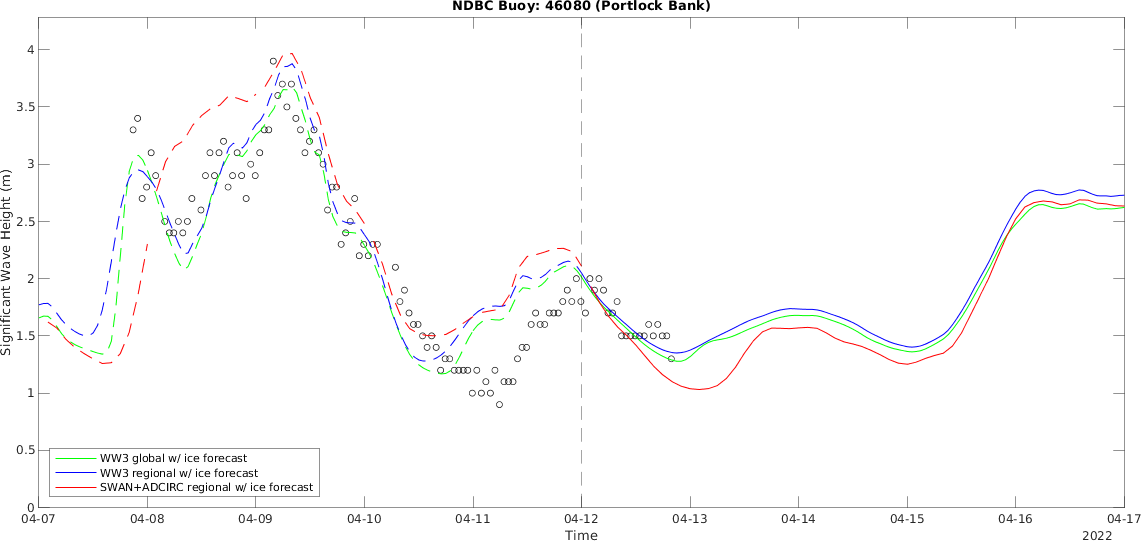 NDBC Buoy: 46080 (Portlock Bank)
Significant Wave Height (m)
4
3.5
3
2.5
2
1.5
1
0.5
0
WW3 global w/ ice forecast
WW3 regional w/ ice forecast
SWAN+ADCIRC regional w/ ice forecast
04-07 04-08 04-09 04-10 04-11 04-12 04-13 04-14 04-15 04-16 04-17
Time
2022